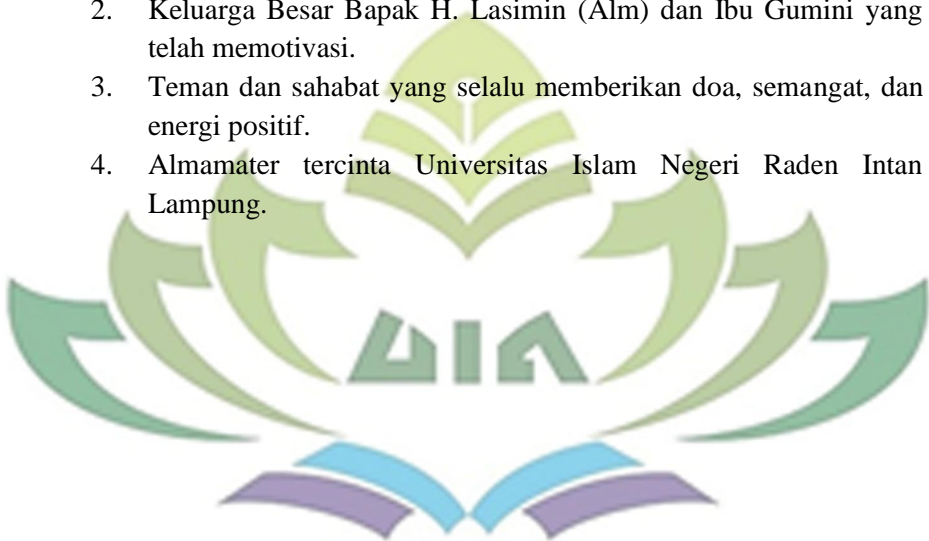 2. Keluarga Besar Bapak H. Lasimin (Alm) dan Ibu Gumini yang
telah memotivasi.
3. Teman dan sahabat yang selalu memberikan doa, semangat, dan
energi positif.
4. Almamater tercinta Universitas Islam Negeri Raden Intan
Lampung.
UIN